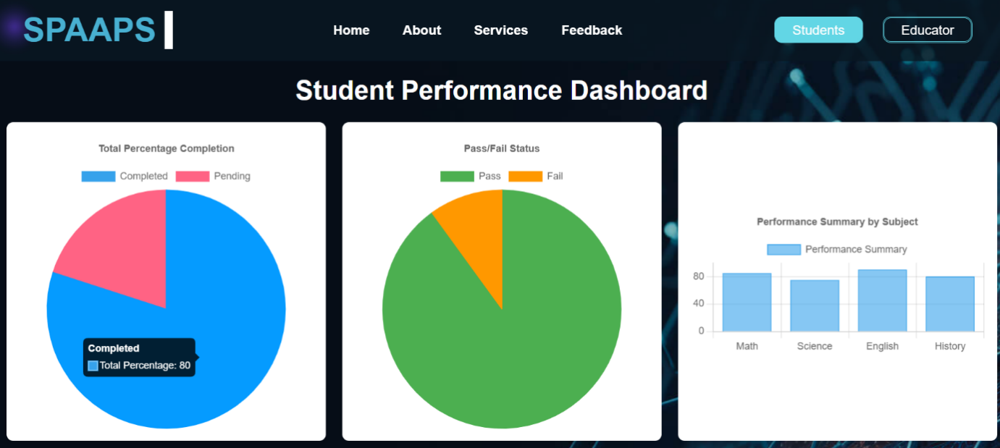 SPAAPS
Home About Services Feedback
Students Educator
Student Performance Dashboard
Total Percentage Completion
Completed Pending
Completed
Total Percentage: 80
Pass/Fail Status
Pass Fail
Performance Summary by Subject
Performance Summary
80
40
0
Math Science English History